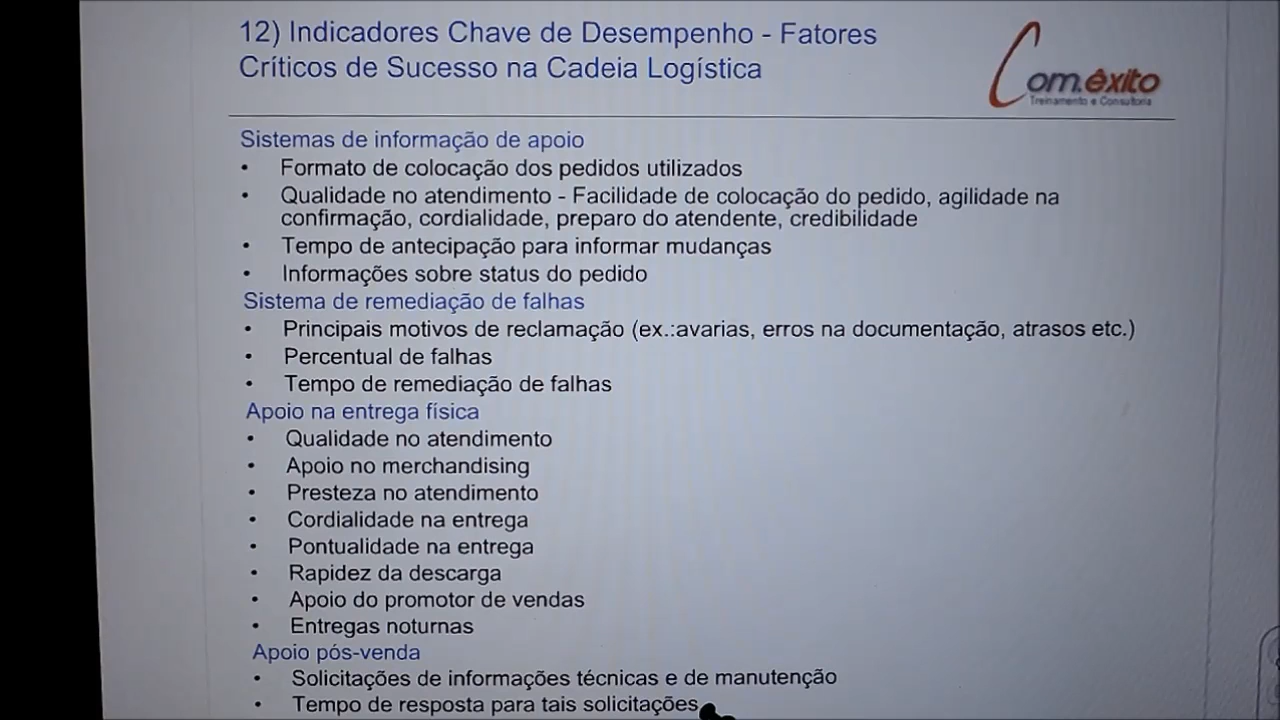 12) Indicadores Chave de Desempenho - Fatores
Críticos de Sucesso na Cadeia Logística
Com.êxito
Treinamento e Consultoria
Sistemas de informação de apoio
• Formato de colocação dos pedidos utilizados
• Qualidade no atendimento - Facilidade de colocação do pedido, agilidade na
confirmação, cordialidade, preparo do atendente, credibilidade
• Tempo de antecipação para informar mudanças
• Informações sobre status do pedido
Sistema de remediação de falhas
• Principais motivos de reclamação (ex.:avarias, erros na documentação, atrasos etc.)
• Percentual de falhas
• Tempo de remediação de falhas
Apoio na entrega física
• Qualidade no atendimento
• Apoio no merchandising
• Presteza no atendimento
• Cordialidade na entrega
• Pontualidade na entrega
• Rapidez da descarga
• Apoio do promotor de vendas
• Entregas noturnas
Apoio pós-venda
• Solicitações de informações técnicas e de manutenção
• Tempo de resposta para tais solicitações